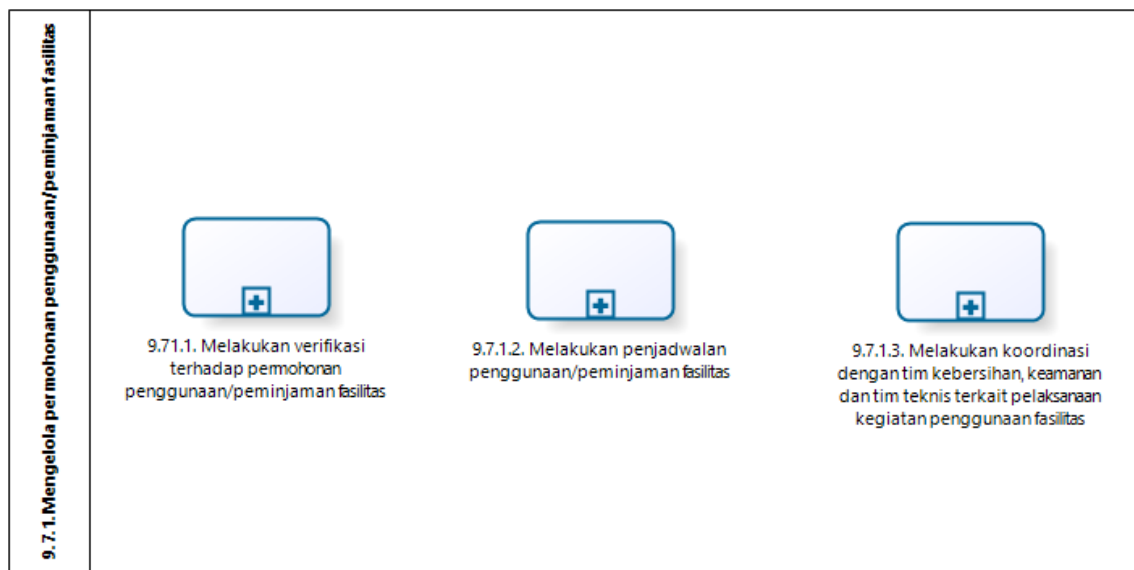 9.7.1.Mengelola permohonan penggunaan/peminjaman fasilitas
9.71.1. Melakukan verifikasi
terhadap permohonan
penggunaan/peminjaman fasilitas
9.7.1.2. Melakukan penjadwalan
penggunaan/peminjaman fasilitas
9.7.1.3. Melakukan koordinasi
dengan tim kebersihan, keamanan
dan tim teknis terkait pelaksanaan
kegiatan penggunaan fasilitas